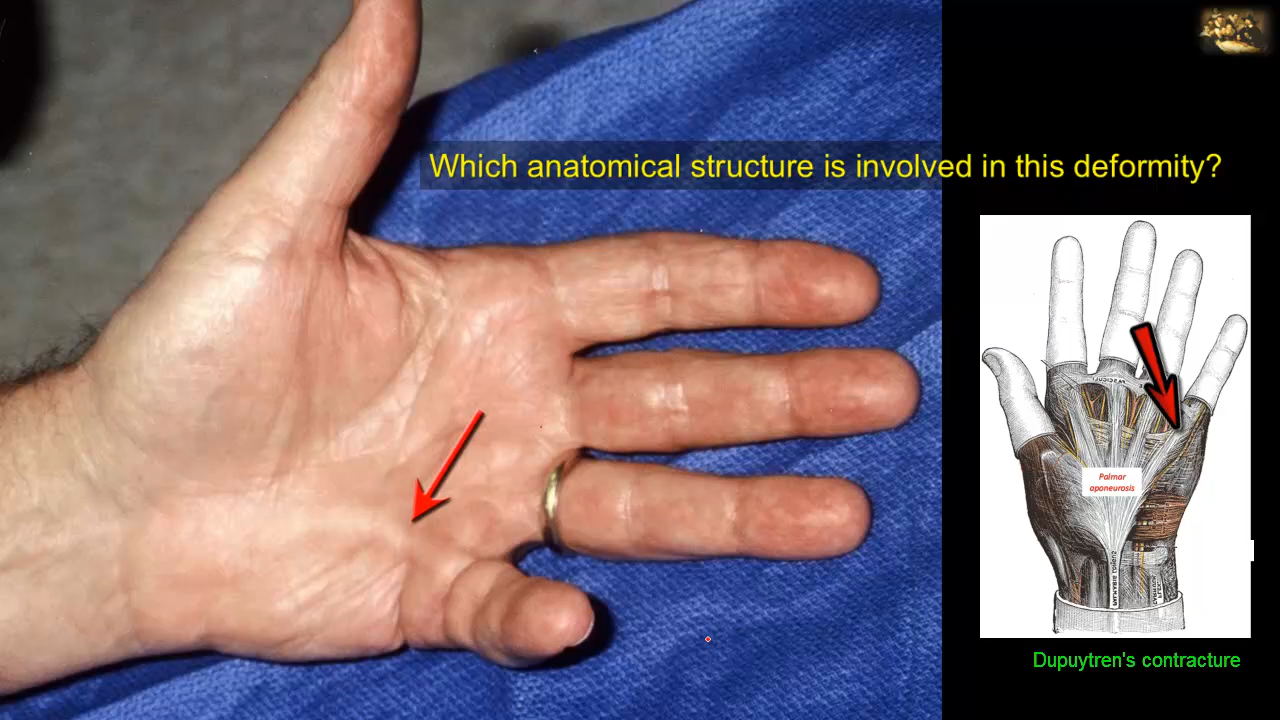 Which anatomical structure is involved in this deformity?
Palmar
aponeurosis
Dupuytren's contracture